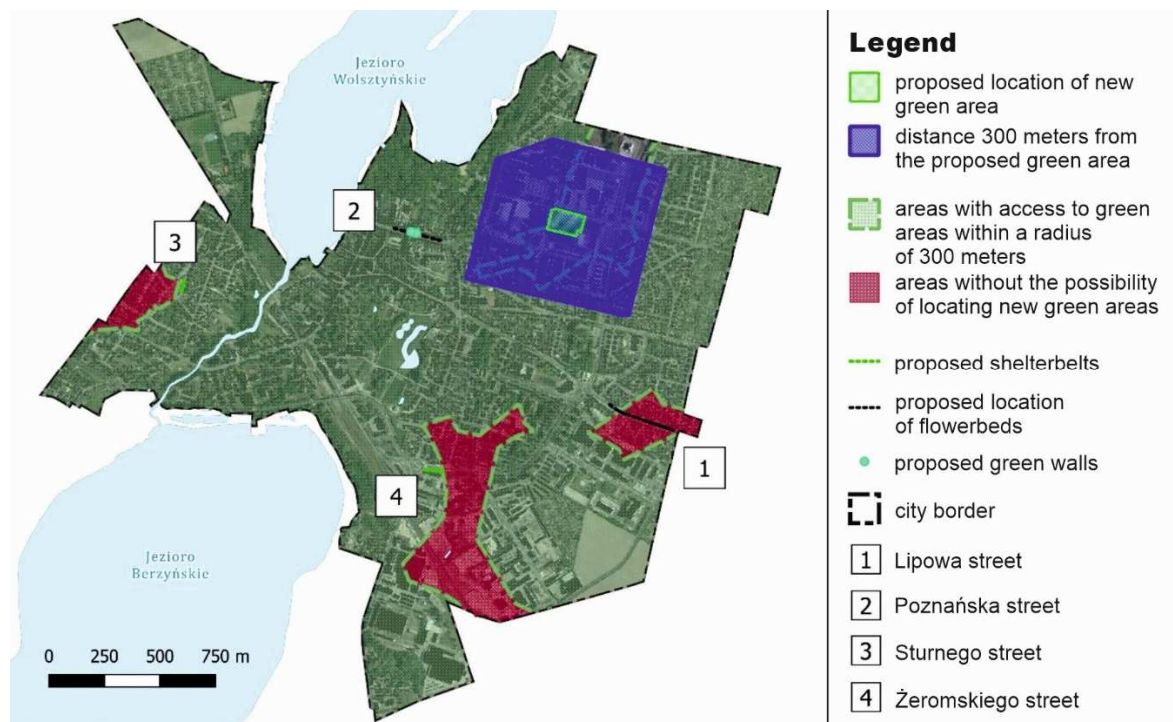 Jezioro
Wolsztyńskie
2
3
1
4
Jezioro
Berzyńskie
0 250 500 750 m
Legend
proposed location of new
green area
distance 300 meters from
the proposed green area
areas with access to green
areas within a radius
of 300 meters
areas without the possibility
of locating new green areas
proposed shelterbelts
proposed location
of flowerbeds
proposed green walls
city border
1 Lipowa street
2 Poznańska street
3 Sturnego street
4 Żeromskiego street